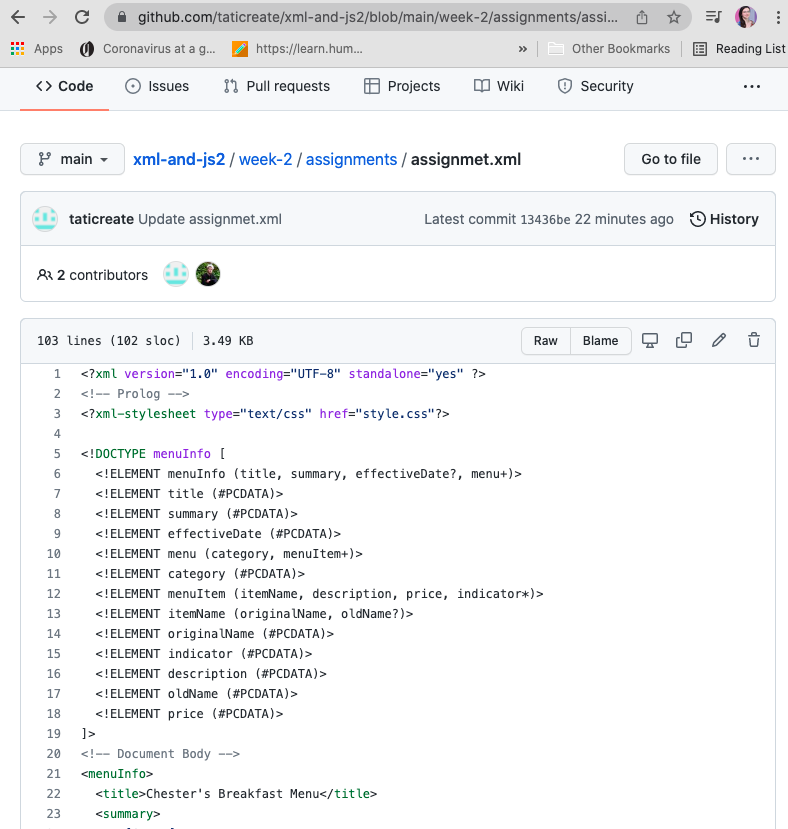 github.com/taticreate/xml-and-js2/blob/main/week-2/assignments/assi...
Apps Coronavirus at a g... https://learn.hum... » Other Bookmarks Reading List
<> Code Issues Pull requests Projects Wiki Security ...
main xml-and-js2 / week-2 / assignments / assignmet.xml Go to file ...
taticreate Update assignmet.xml Latest commit 13436be 22 minutes ago History
2 contributors
103 lines (102 sloc) 3.49 KB Raw Blame
1 <?xml version="1.0" encoding="UTF-8" standalone="yes" ?>
2 <!-- Prolog -->
3 <?xml-stylesheet type="text/css" href="style.css"?>
4
5 <!DOCTYPE menuInfo [
6 <!ELEMENT menuInfo (title, summary, effectiveDate?, menu+)>
7 <!ELEMENT title (#PCDATA)>
8 <!ELEMENT summary (#PCDATA)>
9 <!ELEMENT effectiveDate (#PCDATA)>
10 <!ELEMENT menu (category, menuItem+)>
11 <!ELEMENT category (#PCDATA)>
12 <!ELEMENT menuItem (itemName, description, price, indicator*)>
13 <!ELEMENT itemName (originalName, oldName?)>
14 <!ELEMENT originalName (#PCDATA)>
15 <!ELEMENT indicator (#PCDATA)>
16 <!ELEMENT description (#PCDATA)>
17 <!ELEMENT oldName (#PCDATA)>
18 <!ELEMENT price (#PCDATA)>
19 ]>
20 <!-- Document Body -->
21 <menuInfo>
22 <title>Chester's Breakfast Menu</title>
23 <summary>